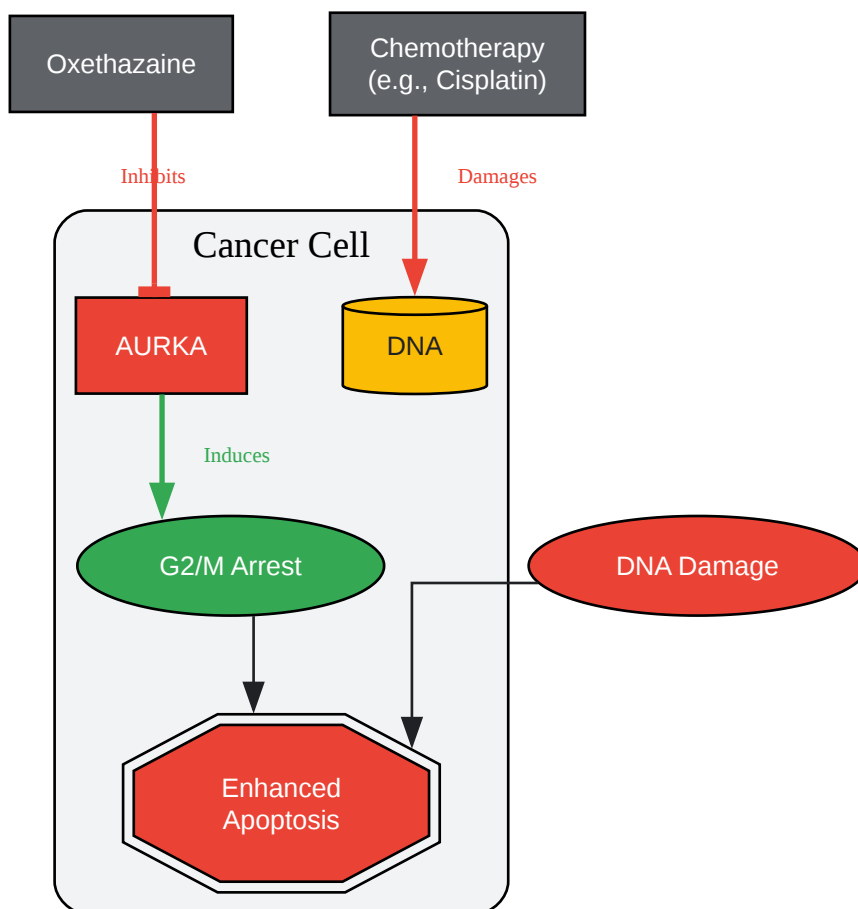 Oxethazaine
Chemotherapy
(e.g., Cisplatin)
Inhibits
Damages
Cancer Cell
AURKA
DNA
Induces
G2/M Arrest
DNA Damage
Enhanced
Apoptosis